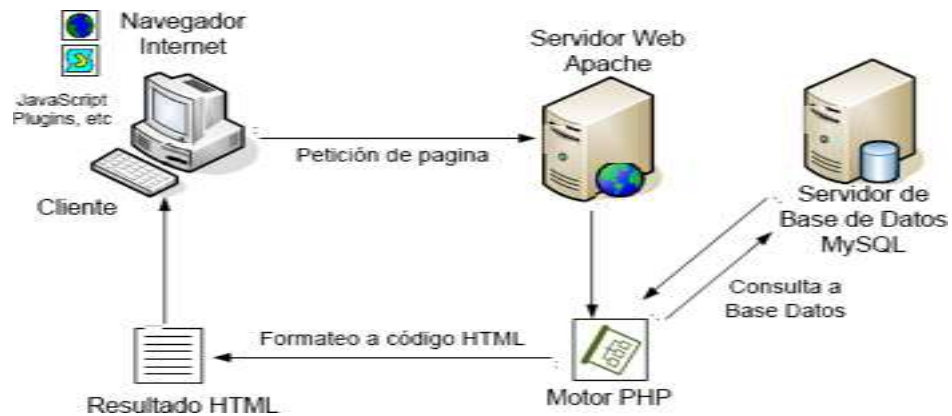 Navegador
Internet
JavaScript
Plugins, etc
Cliente
Petición de pagina
Servidor Web
Apache
Servidor de
Base de Datos
MySQL
Consulta a
Base Datos
Formateo a código HTML
Motor PHP
Resultado HTML